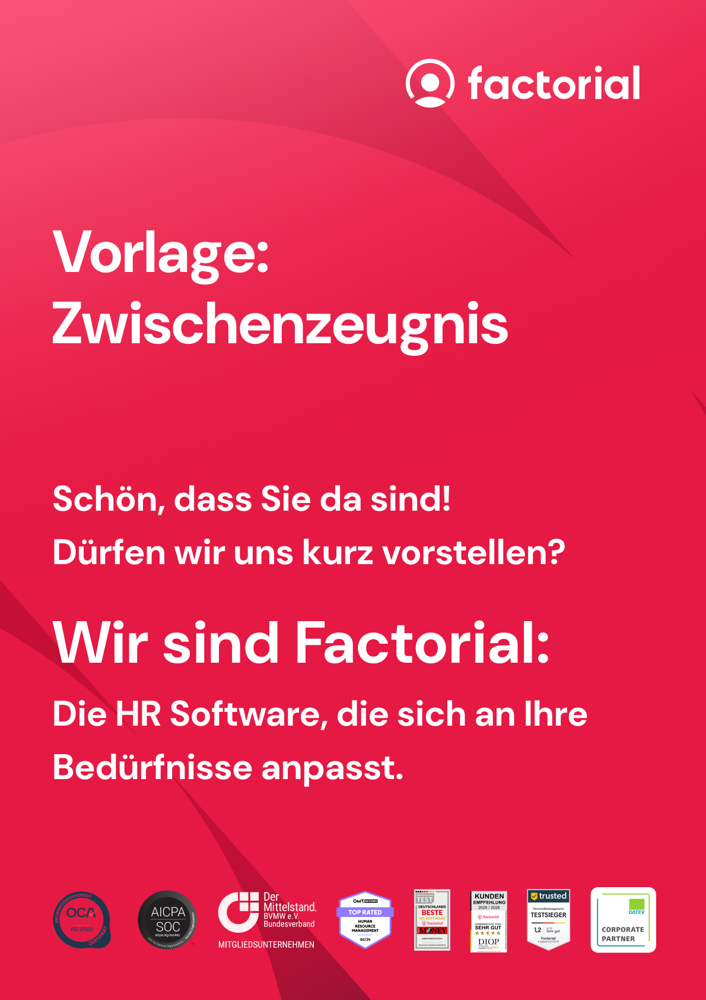 factorial
Vorlage:
Zwischenzeugnis
Schön, dass Sie da sind!
Dürfen wir uns kurz vorstellen?
Wir sind Factorial:
Die HR Software, die sich an Ihre
Bedürfnisse anpasst.
INFORMATIONSSICHERHEIT
OCA
ISO 27001
ZERTIFIKAT
AICPA
SOC
aicpa.org/soc4so
SOC for Service Organizations | Service Organizations
TM
Der
Mittelstand.
BVMW e.V.
Bundesverband
MITGLIEDSUNTERNEHMEN
OMR REVIEWS
TOP RATED
HUMAN
RESOURCE
MANAGEMENT
Q2/24
DEUTSCHLAND
TEST
DEUTSCHLANDS
BESTE
HR-SOFTWARE
factorial
MONEY
KUNDEN
EMPFEHLUNG
2025 / 2026
factorial
SEHR GUT
DIQP
trusted
Personalmanagement
TESTSIEGER
1,2
NOTE
Sehr gut
Factorial
trusted 02/2023
DATEV
CORPORATE
PARTNER